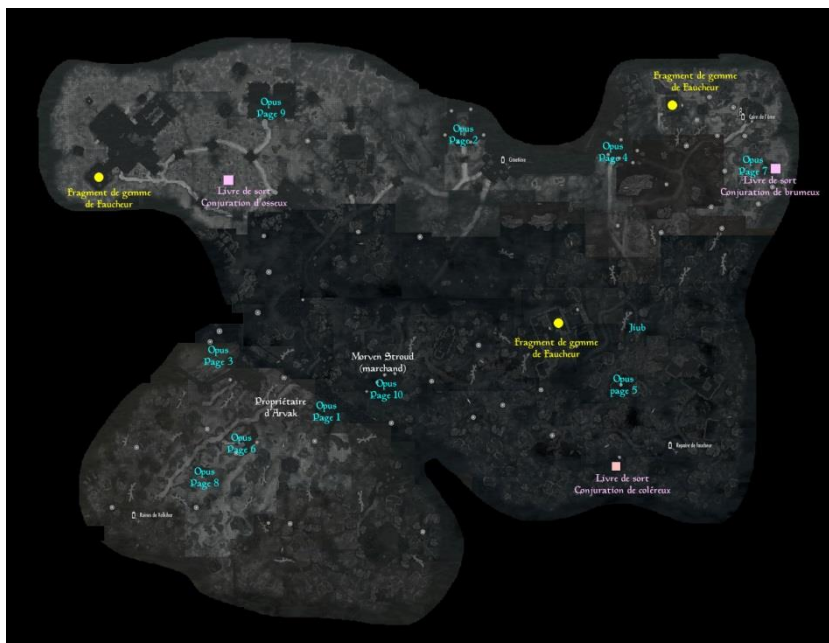 Fragment de gemme
de Faucheur
Opus
Page 9
Opus
Page 2
Opus
Page 4
Opus
Page 7
Livre de sort
Conjuration de brumeux
Fragment de gemme
de Faucheur
Livre de sort
Conjuration d'osseux
Fragment de gemme
de Faucheur
Jiub
Opus
Page 3
Morven Stroud
(marchand)
Opus
Page 10
Opus
page 5
Propriétaire
d'Arvak
Opus
Page 1
Opus
Page 6
Repaire de faucheur
Opus
Page 8
Livre de sort
Conjuration de coléreux